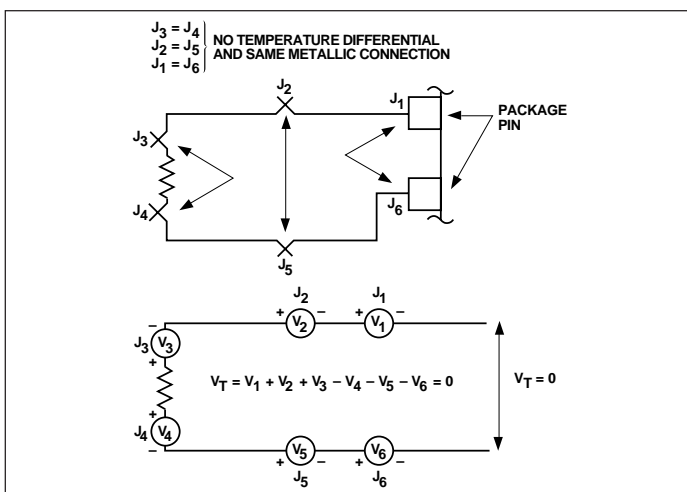 J3 = J4
J2 = J5
J1 = J6
NO TEMPERATURE DIFFERENTIAL
AND SAME METALLIC CONNECTION
J2
J1
PACKAGE
PIN
J3
J4
J6
J5
J2
J1
+ V2 –
+ V1 –
–
J3 V3
+
VT = V1 + V2 + V3 – V4 – V5 – V6 = 0
VT = 0
+
J4 V4
–
+ V5 –
+ V6 –
J5
J6